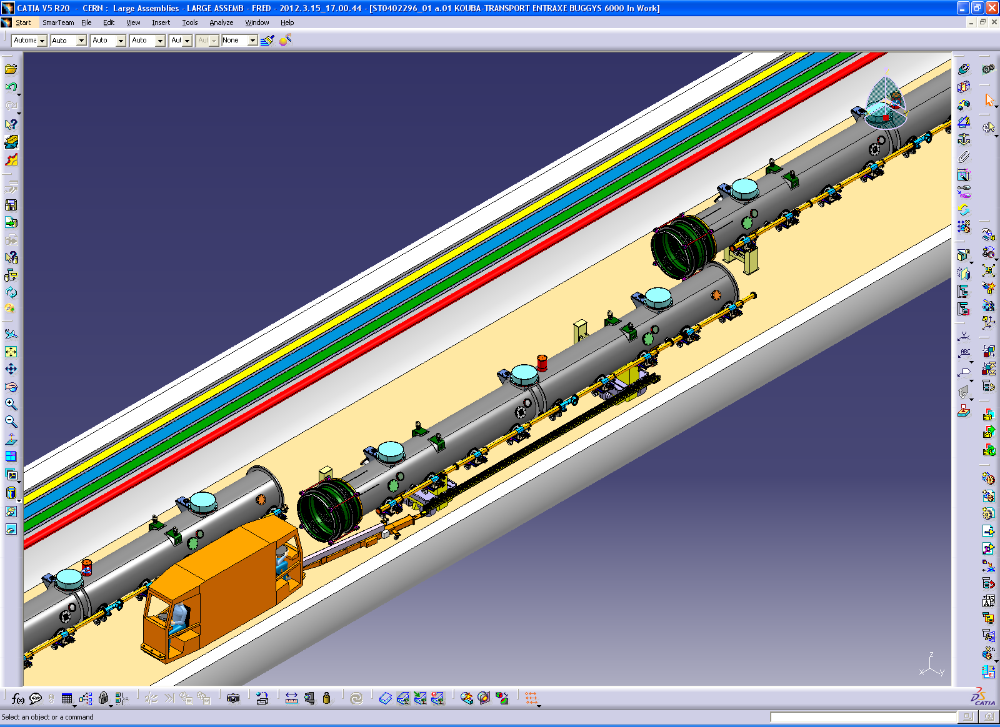 CATIA V5 R20 - CERN : Large Assemblies - LARGE ASSEMB - FRED - 2012.3.15_17.00.44 - [ST0402296_01 a.01 KOUBA-TRANSPORT ENTRAXE BUGGYS 6000 In Work]
Start SmarTeam File Edit View Insert Tools Analyze Window Help
Automa Auto Auto Auto Aut Aut None
ABC
z
x y
f(x)
CATIA
Select an object or a command